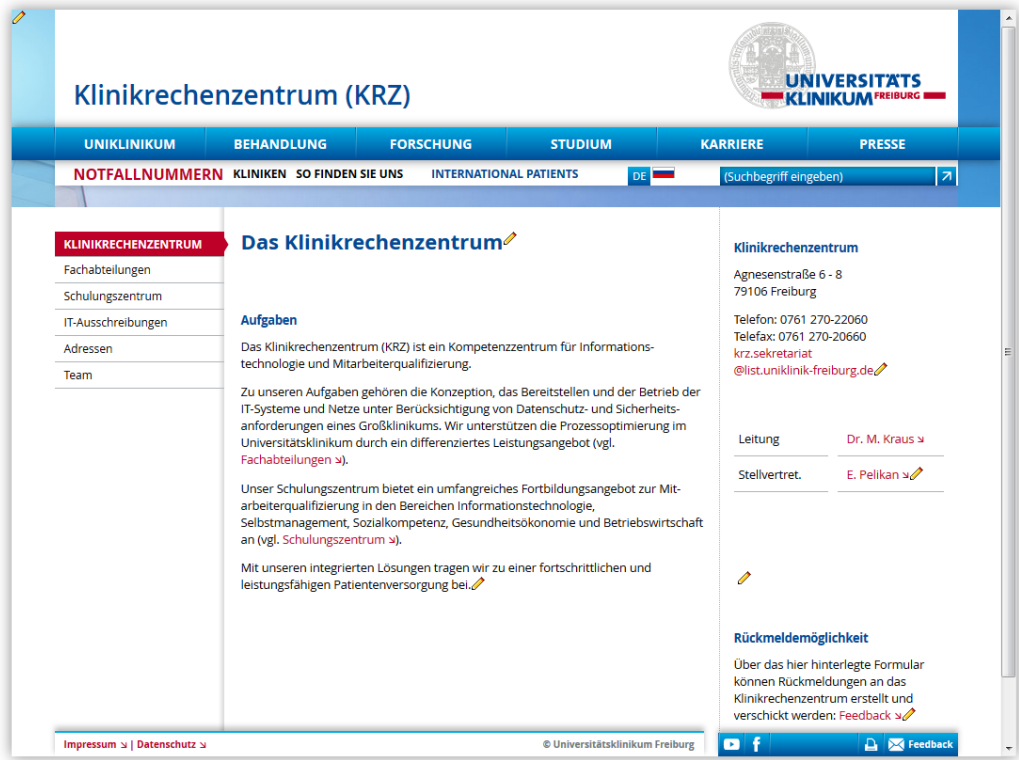 Klinikrechenzentrum (KRZ)
UNIVERSITÄTS
KLINIKUM FREIBURG
UNIKLINIKUM BEHANDLUNG FORSCHUNG STUDIUM KARRIERE PRESSE
NOTFALLNUMMERN KLINIKEN SO FINDEN SIE UNS INTERNATIONAL PATIENTS DE (Suchbegriff eingeben)
KLINIKRECHENZENTRUM
Fachabteilungen
Schulungszentrum
IT-Ausschreibungen
Adressen
Team
Das Klinikrechenzentrum
Aufgaben
Das Klinikrechenzentrum (KRZ) ist ein Kompetenzzentrum für Informations-
technologie und Mitarbeiterqualifizierung.
Zu unseren Aufgaben gehören die Konzeption, das Bereitstellen und der Betrieb der
IT-Systeme und Netze unter Berücksichtigung von Datenschutz- und Sicherheits-
anforderungen eines Großklinikums. Wir unterstützen die Prozessoptimierung im
Universitätsklinikum durch ein differenziertes Leistungsangebot (vgl.
Fachabteilungen).
Unser Schulungszentrum bietet ein umfangreiches Fortbildungsangebot zur Mit-
arbeiterqualifizierung in den Bereichen Informationstechnologie,
Selbstmanagement, Sozialkompetenz, Gesundheitsökonomie und Betriebswirtschaft
an (vgl. Schulungszentrum).
Mit unseren integrierten Lösungen tragen wir zu einer fortschrittlichen und
leistungsfähigen Patientenversorgung bei.
Klinikrechenzentrum
Agnesenstraße 6 - 8
79106 Freiburg
Telefon: 0761 270-22060
Telefax: 0761 270-20660
krz.sekretariat
@list.uniklinik-freiburg.de
Leitung Dr. M. Kraus
Stellvertret. E. Pelikan
Rückmeldemöglichkeit
Über das hier hinterlegte Formular
können Rückmeldungen an das
Klinikrechenzentrum erstellt und
verschickt werden: Feedback
Impressum | Datenschutz © Universitätsklinikum Freiburg Feedback